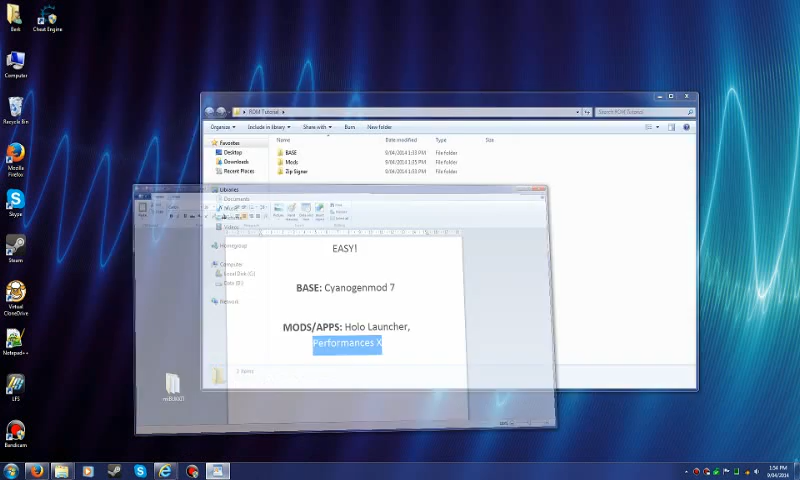 Berk
Cheat Engine
Computer
Recycle Bin
Mozilla
Firefox
Skype
Steam
Virtual
CloneDrive
Notepad++
LFS
Bandicam
ROM Tutorial
Search ROM Tutorial
Organize
Include in library
Share with
Burn
New folder
Name
Date modified
Type
Size
BASE
9/04/2014 1:33 PM
File folder
Mods
9/04/2014 1:35 PM
File folder
Zip Signer
9/04/2014 1:03 PM
File folder
Favorites
Desktop
Downloads
Recent Places
Libraries
Documents
Videos
Homegroup
Computer
Local Disk (C:)
Network
3 items
EASY!
BASE: Cyanogenmod 7
MODS/APPS: Holo Launcher,
Performances X
1:54 PM
9/04/2014